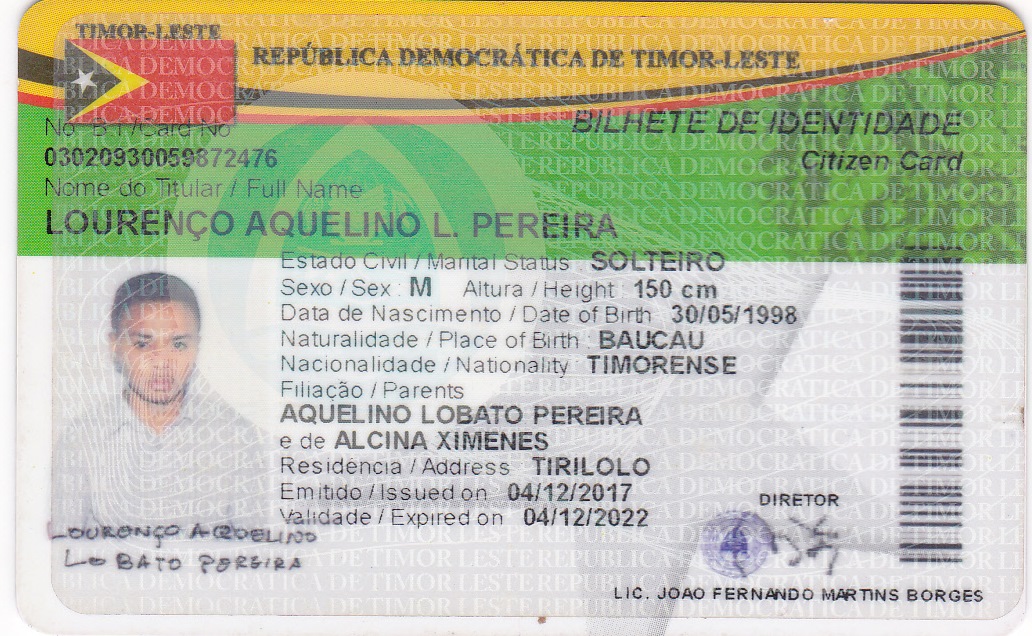 TIMOR-LESTE
REPÚBLICA DEMOCRÁTICA DE TIMOR-LESTE
No. B.I/Card No
BILHETE DE IDENTIDADE
03020930059872476
Citizen Card
Nome do Titular / Full Name
LOURENÇO AQUELINO L. PEREIRA
Estado Civil / Marital Status : SOLTEIRO
Sexo / Sex : M Altura / Height : 150 cm
Data de Nascimento / Date of Birth : 30/05/1998
Naturalidade / Place of Birth : BAUCAU
Nacionalidade / Nationality : TIMORENSE
Filiação / Parents
AQUELINO LOBATO PEREIRA
e de ALCINA XIMENES
Residência / Address : TIRILOLO
Emitido / Issued on : 04/12/2017
Validade / Expired on : 04/12/2022
DIRETOR
LOURENÇO AQUELINO
LOBATO PEREIRA
LIC. JOAO FERNANDO MARTINS BORGES